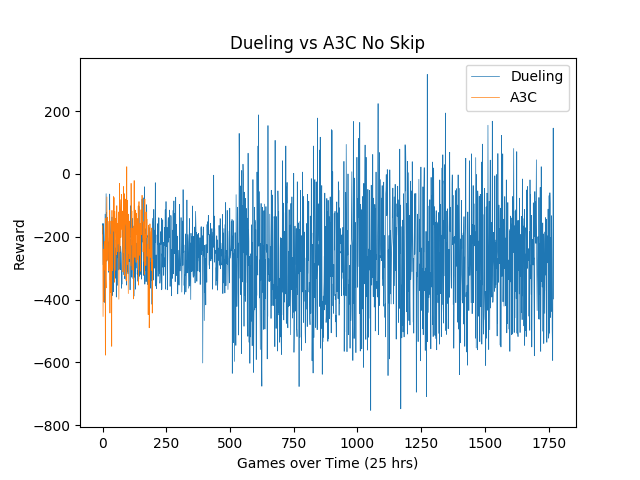 Dueling vs A3C No Skip
Dueling
A3C
Reward
200
0
−200
−400
−600
−800
0 250 500 750 1000 1250 1500 1750
Games over Time (25 hrs)